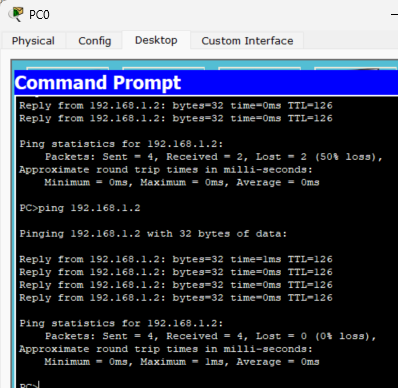 PC0
Physical Config Desktop Custom Interface
Command Prompt
Reply from 192.168.1.2: bytes=32 time=0ms TTL=126
Reply from 192.168.1.2: bytes=32 time=0ms TTL=126
Ping statistics for 192.168.1.2:
Packets: Sent = 4, Received = 2, Lost = 2 (50% loss),
Approximate round trip times in milli-seconds:
Minimum = 0ms, Maximum = 0ms, Average = 0ms
PC>ping 192.168.1.2
Pinging 192.168.1.2 with 32 bytes of data:
Reply from 192.168.1.2: bytes=32 time=1ms TTL=126
Reply from 192.168.1.2: bytes=32 time=0ms TTL=126
Reply from 192.168.1.2: bytes=32 time=0ms TTL=126
Reply from 192.168.1.2: bytes=32 time=0ms TTL=126
Ping statistics for 192.168.1.2:
Packets: Sent = 4, Received = 4, Lost = 0 (0% loss),
Approximate round trip times in milli-seconds:
Minimum = 0ms, Maximum = 1ms, Average = 0ms
PC>